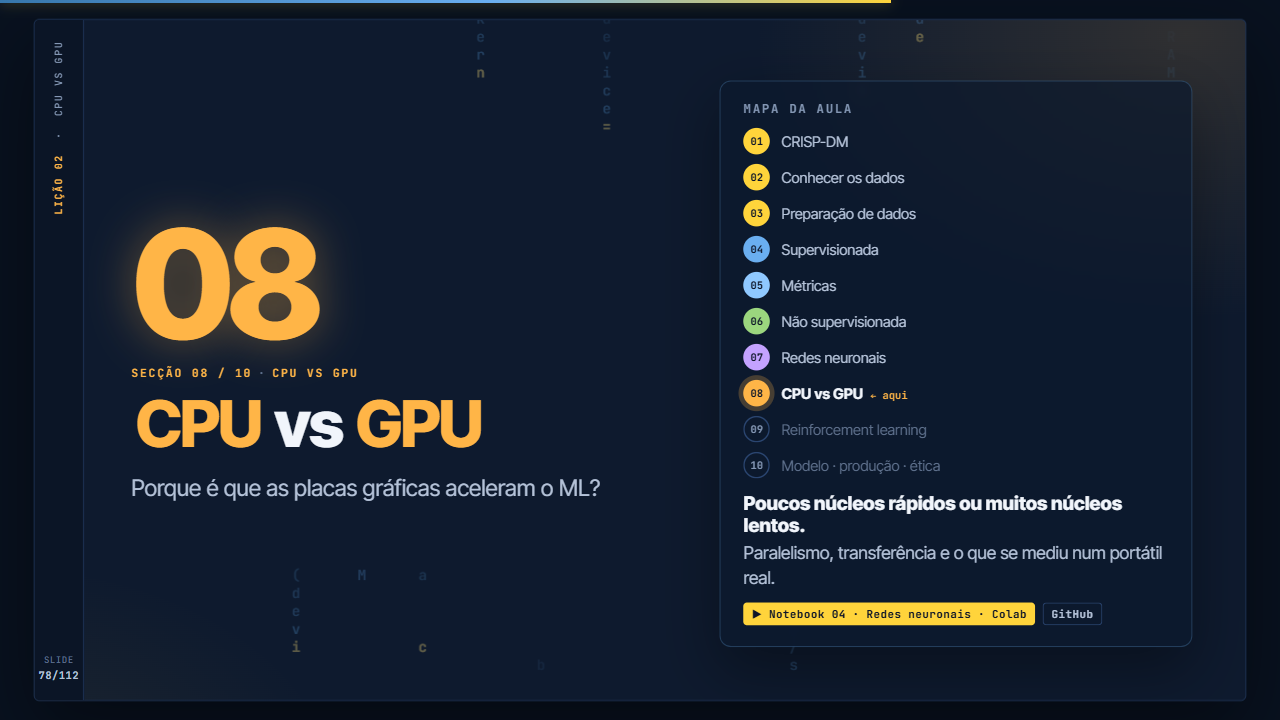 LIÇÃO 02 · CPU VS GPU
08
SECÇÃO 08 / 10 · CPU VS GPU
CPU vs GPU
Porque é que as placas gráficas aceleram o ML?
MAPA DA AULA
01 CRISP-DM
02 Conhecer os dados
03 Preparação de dados
04 Supervisionada
05 Métricas
06 Não supervisionada
07 Redes neuronais
08 CPU vs GPU ← aqui
09 Reinforcement learning
10 Modelo · produção · ética
Poucos núcleos rápidos ou muitos núcleos
lentos.
Paralelismo, transferência e o que se mediu num portátil
real.
▶ Notebook 04 · Redes neuronais · Colab
GitHub
SLIDE
78/112